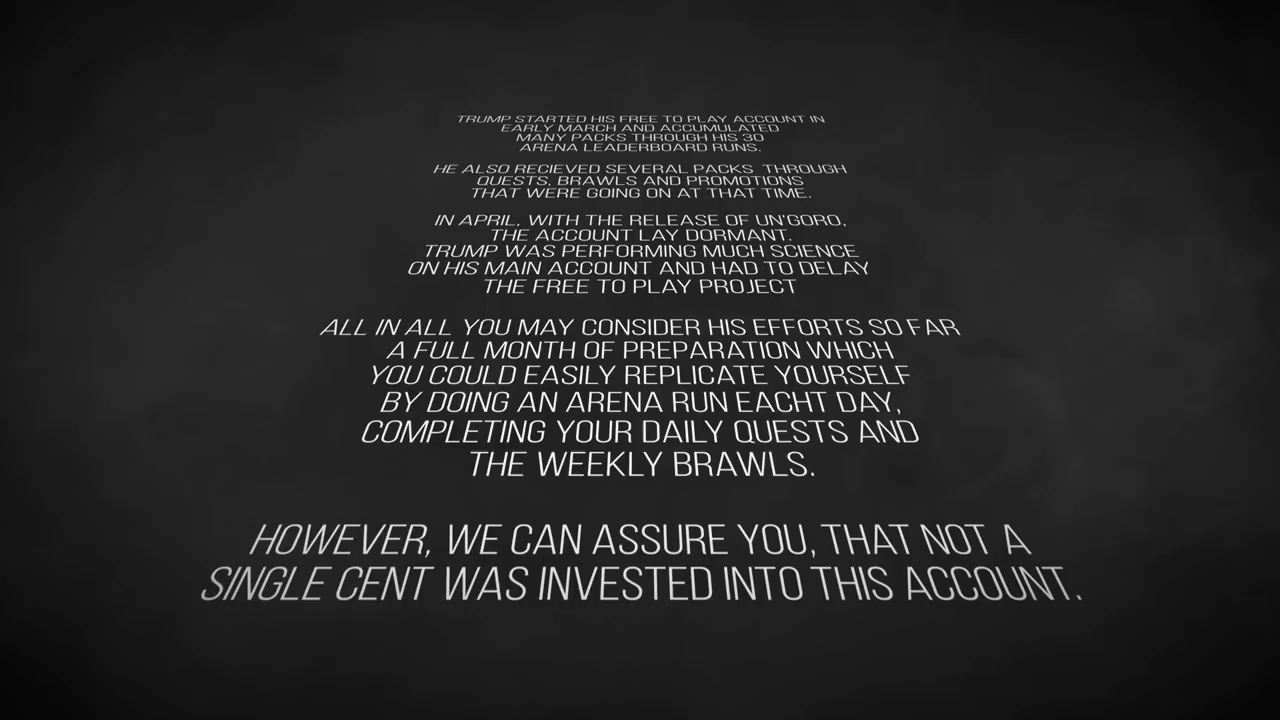 TRUMP STARTED HIS FREE TO PLAY ACCOUNT IN
EARLY MARCH AND ACCUMULATED
MANY PACKS THROUGH HIS 30
ARENA LEADERBOARD RUNS.
HE ALSO RECIEVED SEVERAL PACKS THROUGH
QUESTS, BRAWLS AND PROMOTIONS
THAT WERE GOING ON AT THAT TIME.
IN APRIL, WITH THE RELEASE OF UN'GORO,
THE ACCOUNT LAY DORMANT.
TRUMP WAS PERFORMING MUCH SCIENCE
ON HIS MAIN ACCOUNT AND HAD TO DELAY
THE FREE TO PLAY PROJECT
ALL IN ALL YOU MAY CONSIDER HIS EFFORTS SO FAR
A FULL MONTH OF PREPARATION WHICH
YOU COULD EASILY REPLICATE YOURSELF
BY DOING AN ARENA RUN EACHT DAY,
COMPLETING YOUR DAILY QUESTS AND
THE WEEKLY BRAWLS.
HOWEVER, WE CAN ASSURE YOU, THAT NOT A
SINGLE CENT WAS INVESTED INTO THIS ACCOUNT.